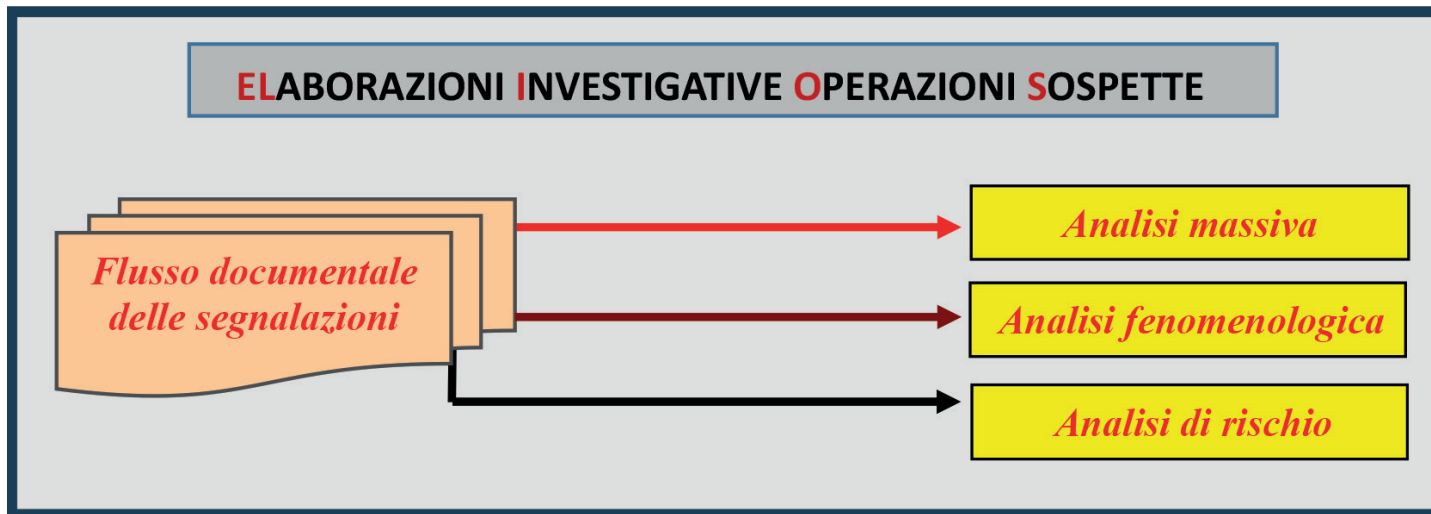 ELABORAZIONI INVESTIGATIVE OPERAZIONI SOSPETTE
Flusso documentale
delle segnalazioni
Analisi massiva
Analisi fenomenologica
Analisi di rischio